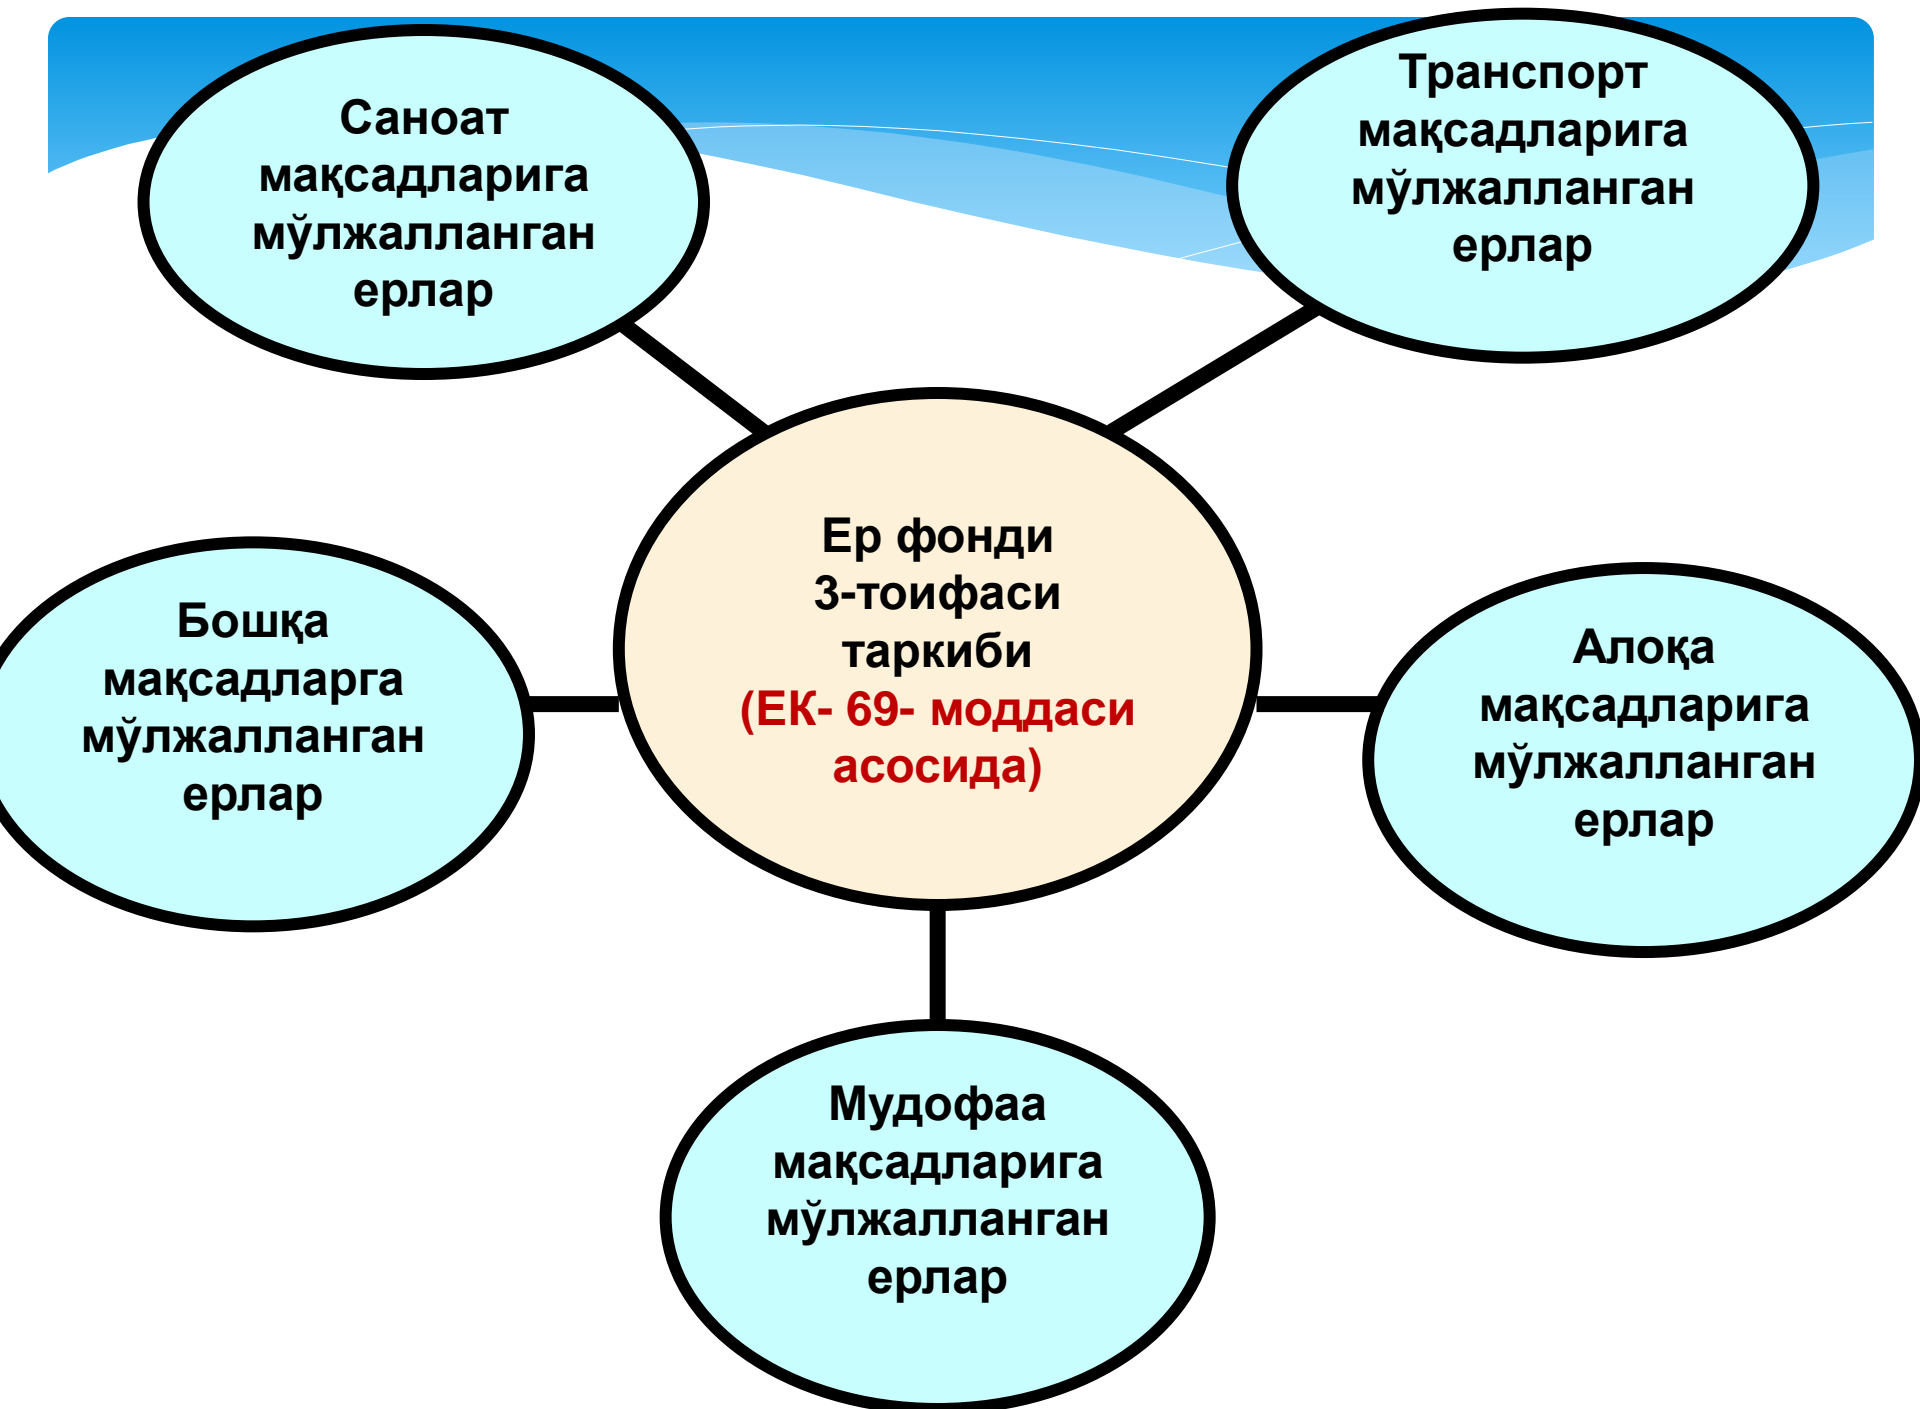 Саноат
мақсадларига
мўлжалланган
ерлар
Транспорт
мақсадларига
мўлжалланган
ерлар
Ер фонди
3-тоифаси
таркиби
(ЕК- 69- моддаси
асосида)
Бошқа
мақсадларга
мўлжалланган
ерлар
Алоқа
мақсадларига
мўлжалланган
ерлар
Мудофаа
мақсадларига
мўлжалланган
ерлар